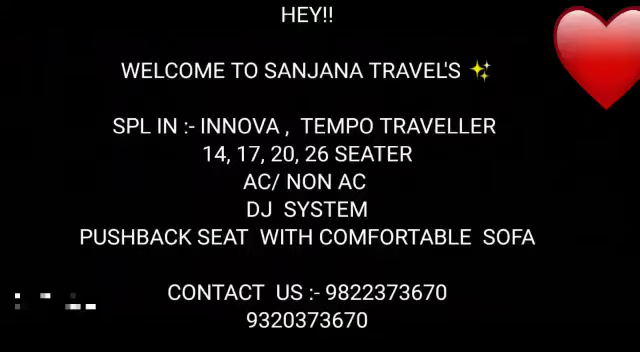 HEY!!
WELCOME TO SANJANA TRAVEL'S ✨
SPL IN :- INNOVA , TEMPO TRAVELLER
14, 17, 20, 26 SEATER
AC/ NON AC
DJ SYSTEM
PUSHBACK SEAT WITH COMFORTABLE SOFA
CONTACT US :- 9822373670
9320373670